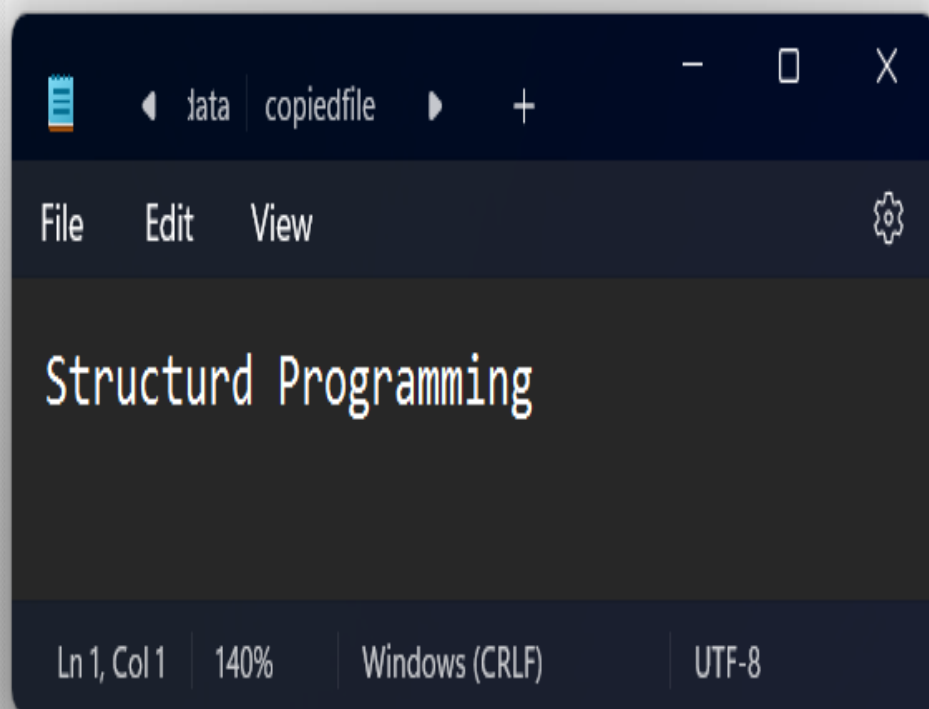 data copiedfile
File Edit View
Structurd Programming
Ln 1, Col 1 140% Windows (CRLF) UTF-8